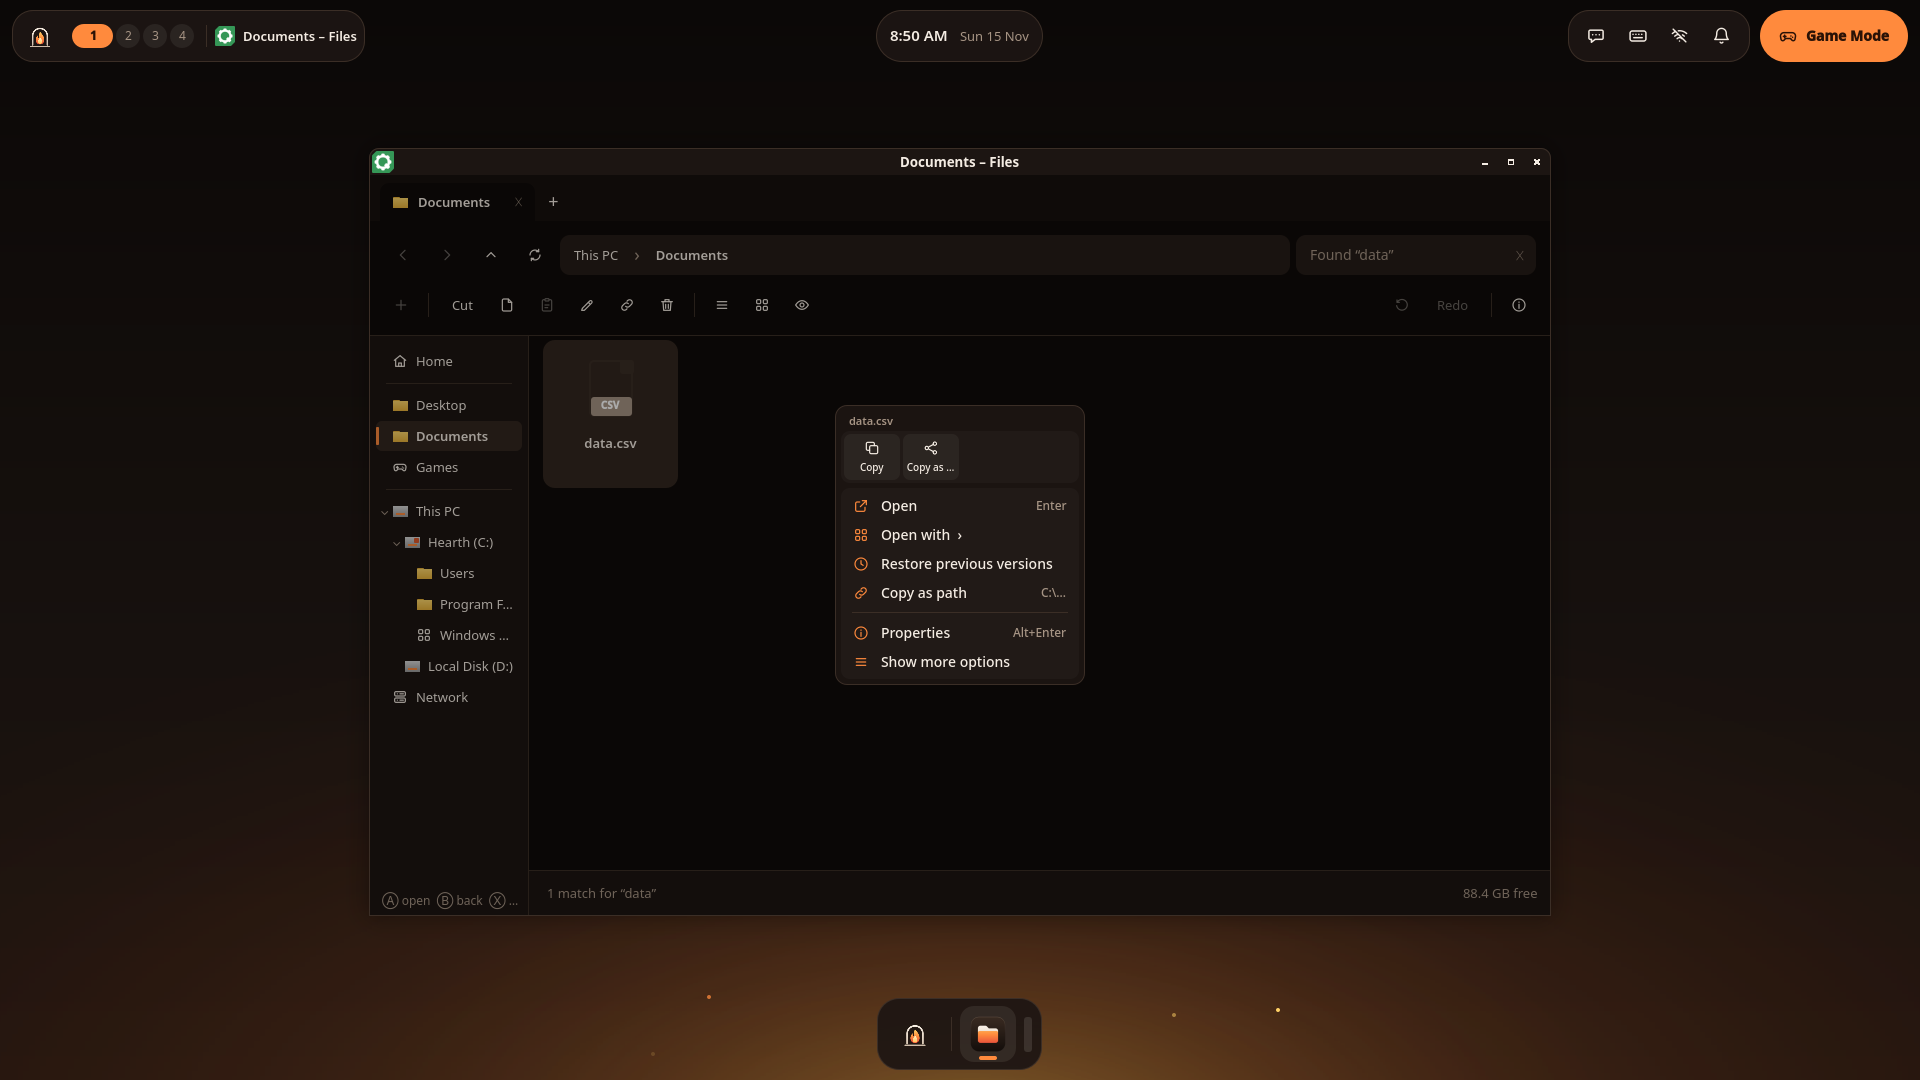 1 2 3 4 Documents – Files
8:50 AM Sun 15 Nov
Game Mode
Documents – Files
Documents X +
This PC › Documents
Found “data” X
Cut
Redo
Home
Desktop
Documents
Games
This PC
Hearth (C:)
Users
Program F...
Windows ...
Local Disk (D:)
Network
CSV
data.csv
data.csv
Copy
Copy as ...
Open Enter
Open with ›
Restore previous versions
Copy as path C:\...
Properties Alt+Enter
Show more options
A open B back X ...
1 match for “data”
88.4 GB free